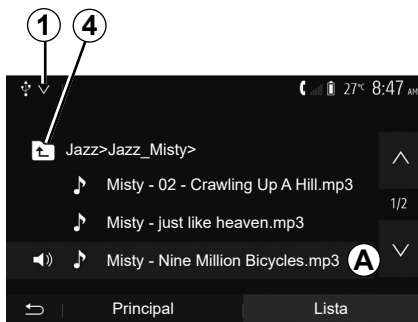 1 4
27°C 8:47 AM
Jazz>Jazz_Misty>
Misty - 02 - Crawling Up A Hill.mp3
1/2
Misty - just like heaven.mp3
Misty - Nine Million Bicycles.mp3 A
Principal Lista